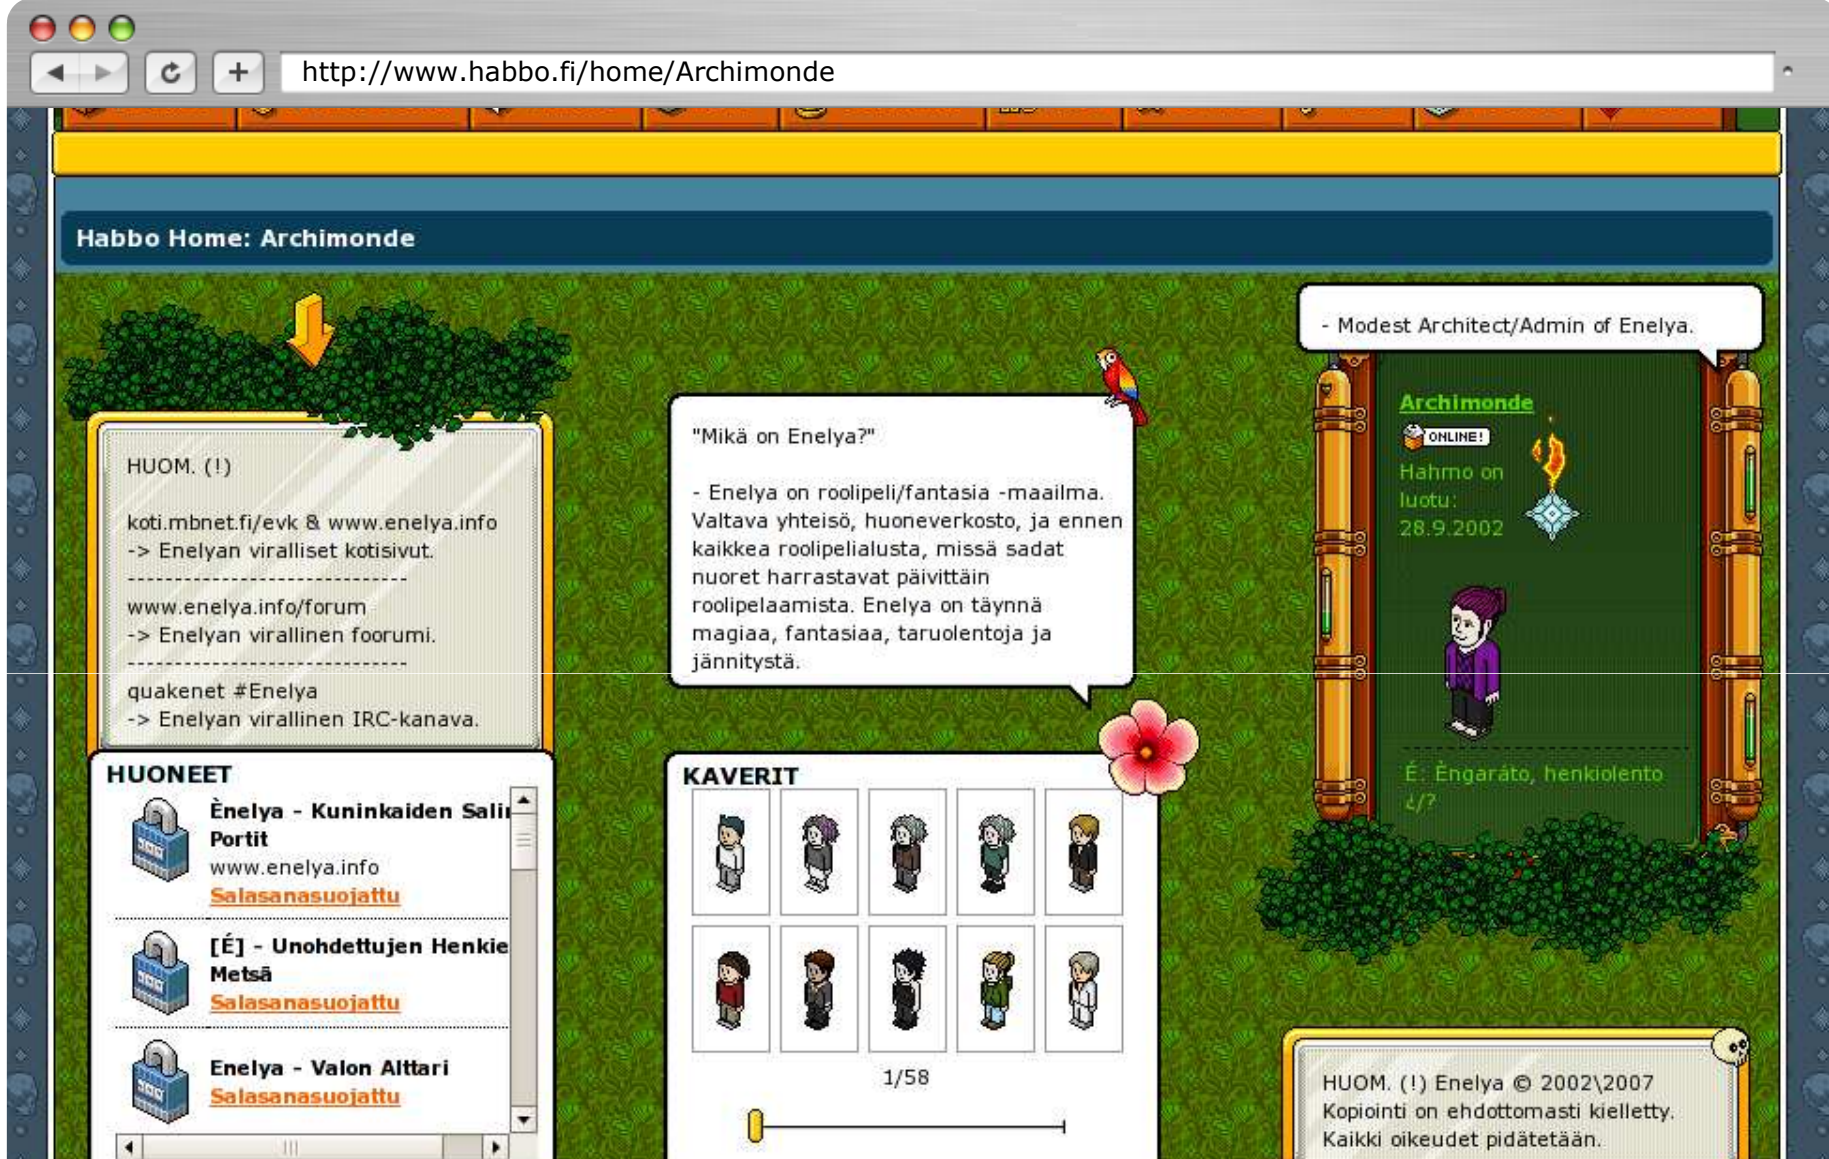 http://www.habbo.fi/home/Archimonde
Habbo Home: Archimonde
HUOM. (!)
koti.mbnet.fi/evk & www.enelya.info
-> Enelyan viralliset kotisivut.
------------------------------
www.enelya.info/forum
-> Enelyan virallinen foorumi.
------------------------------
quakenet #Enelya
-> Enelyan virallinen IRC-kanava.
HUONEET
Ènelya - Kuninkaiden Salin
Portit
www.enelya.info
Salasanasuojattu
[É] - Unohdettujen Henkie
Metsä
Salasanasuojattu
Enelya - Valon Alttari
Salasanasuojattu
"Mikä on Enelya?"
- Enelya on roolipeli/fantasia -maailma.
Valtava yhteisö, huoneverkosto, ja ennen
kaikkea roolipelialusta, missä sadat
nuoret harrastavat päivittäin
roolipelaamista. Enelya on täynnä
magiaa, fantasiaa, taruolentoja ja
jännitystä.
KAVERIT
1/58
- Modest Architect/Admin of Enelya.
Archimonde
ONLINE!
Hahmo on
luotu:
28.9.2002
É: Èngaráto, henkiolento
¿/?
HUOM. (!) Enelya © 2002\2007
Kopiointi on ehdottomasti kielletty.
Kaikki oikeudet pidätetään.